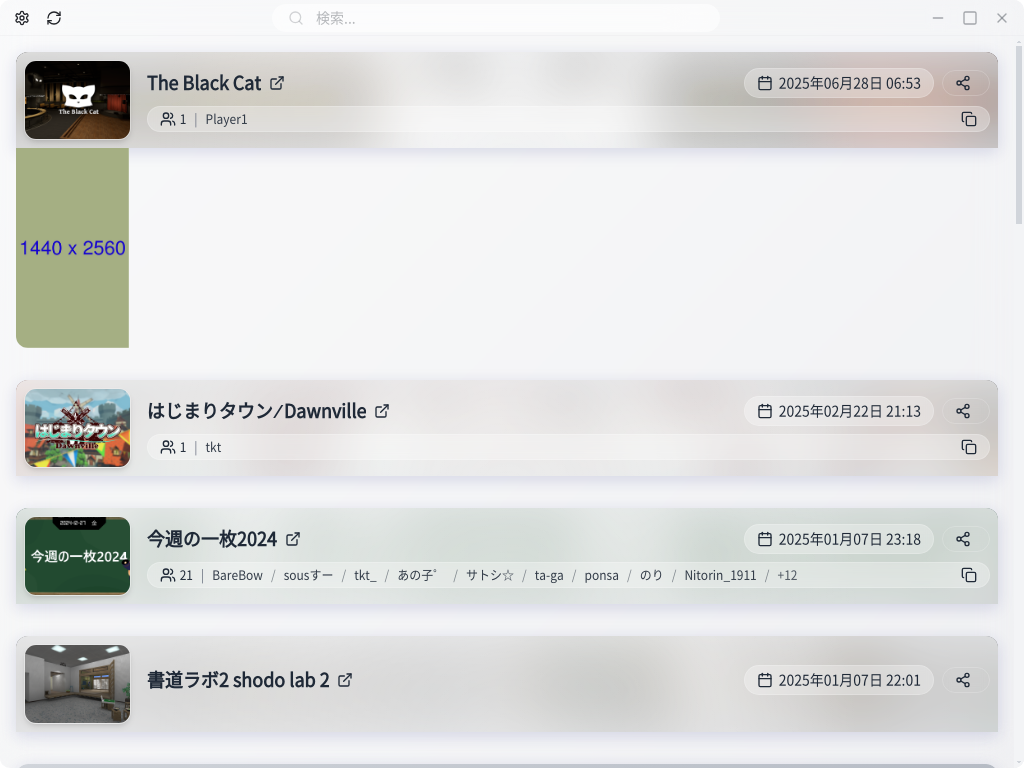 検索...
The Black Cat
2025年06月28日 06:53
The Black Cat
1 | Player1
1440 x 2560
はじまりタウン/Dawnville
2025年02月22日 21:13
はじまりタウン
Dawnville
1 | tkt
2024-12-27
今週の一枚2024
2025年01月07日 23:18
今週の一枚2024
21 | BareBow / sousすー / tkt_ / あの子゜ / サトシ☆ / ta-ga / ponsa / のり / Nitorin_1911 / +12
書道ラボ2 shodo lab 2
2025年01月07日 22:01